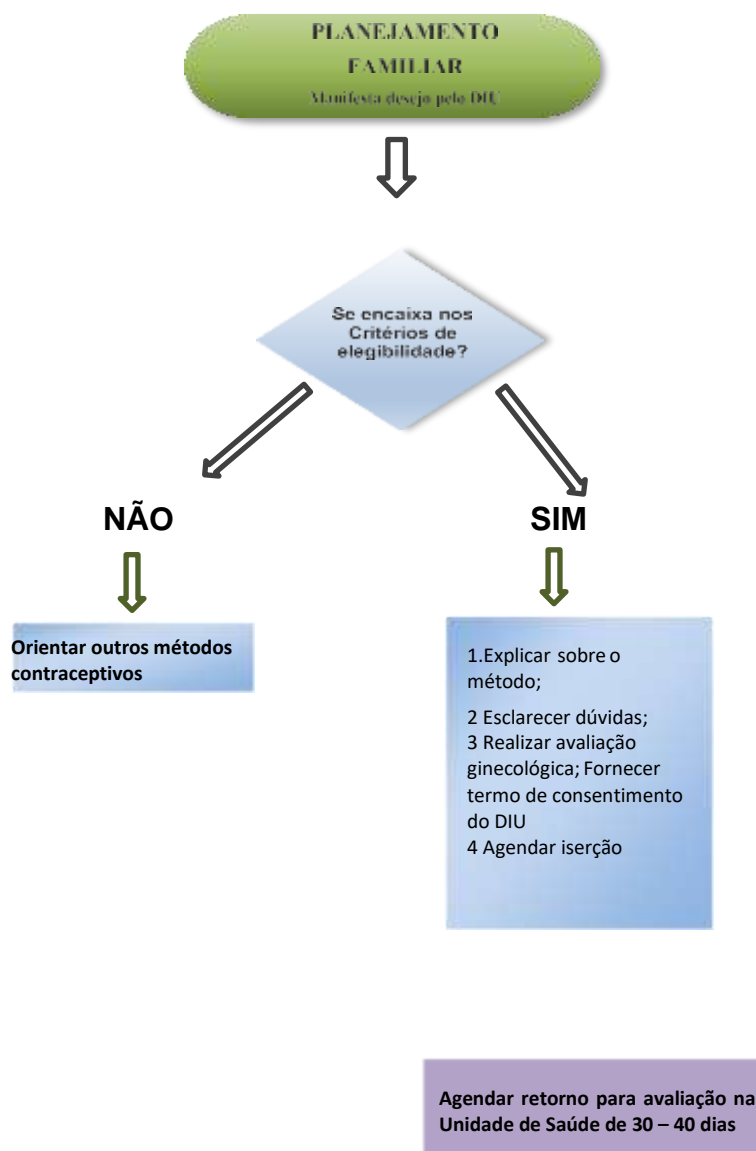 PLANEJAMENTO
FAMILIAR
Manifesta desejo pelo DIU
Se encaixa nos
Critérios de
elegibilidade?
NÃO
SIM
Orientar outros métodos
contraceptivos
1.Explicar sobre o
método;
2 Esclarecer dúvidas;
3 Realizar avaliação
ginecológica; Fornecer
termo de consentimento
do DIU
4 Agendar iserção
Agendar retorno para avaliação na
Unidade de Saúde de 30 – 40 dias